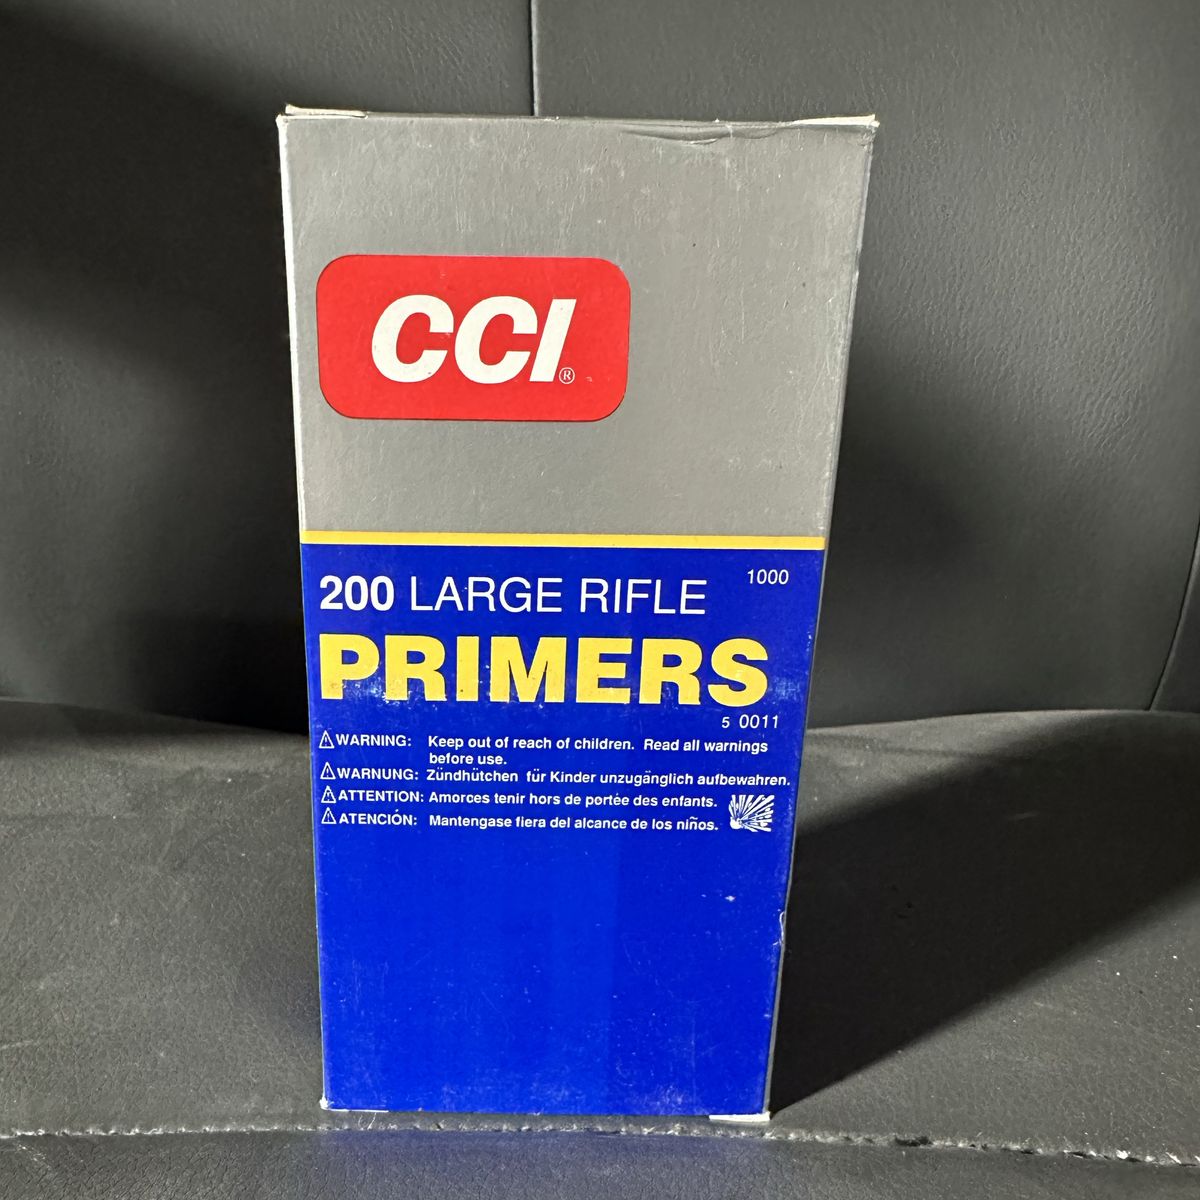 CCI®
200 LARGE RIFLE 1000
PRIMERS
5 0011
⚠WARNING: Keep out of reach of children. Read all warnings
before use.
⚠WARNUNG: Zündhütchen für Kinder unzugänglich aufbewahren.
⚠ATTENTION: Amorces tenir hors de portée des enfants.
⚠ATENCIÓN: Mantengase fiera del alcance de los niños.